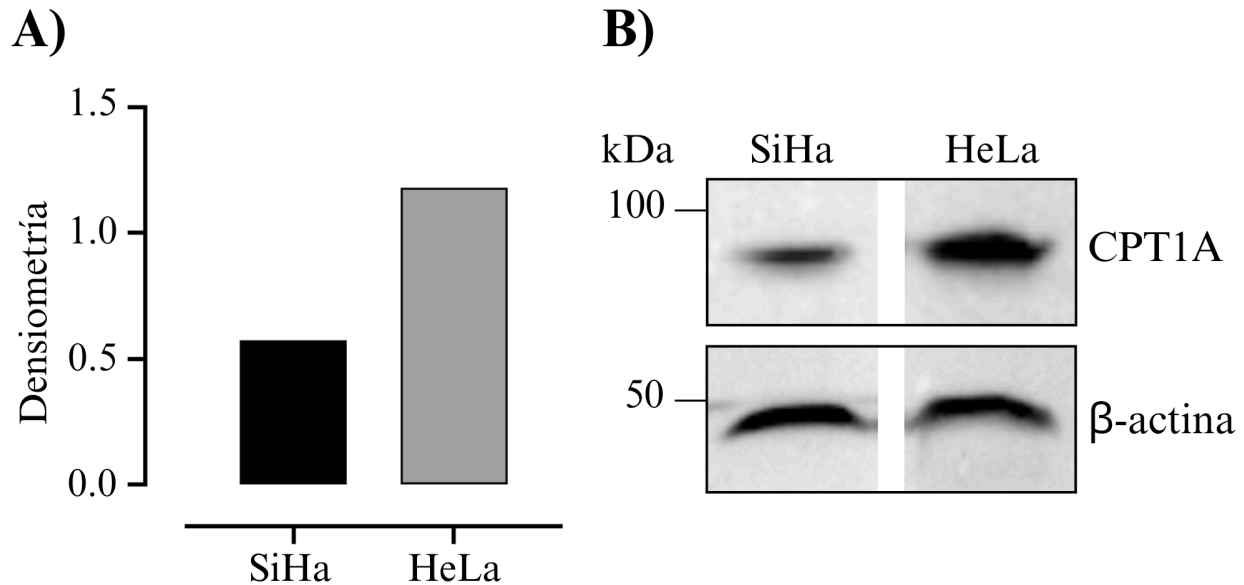 A)
Densiometría
1.5
1.0
0.5
0.0
SiHa HeLa
B)
kDa SiHa HeLa
100
CPT1A
50
β-actina